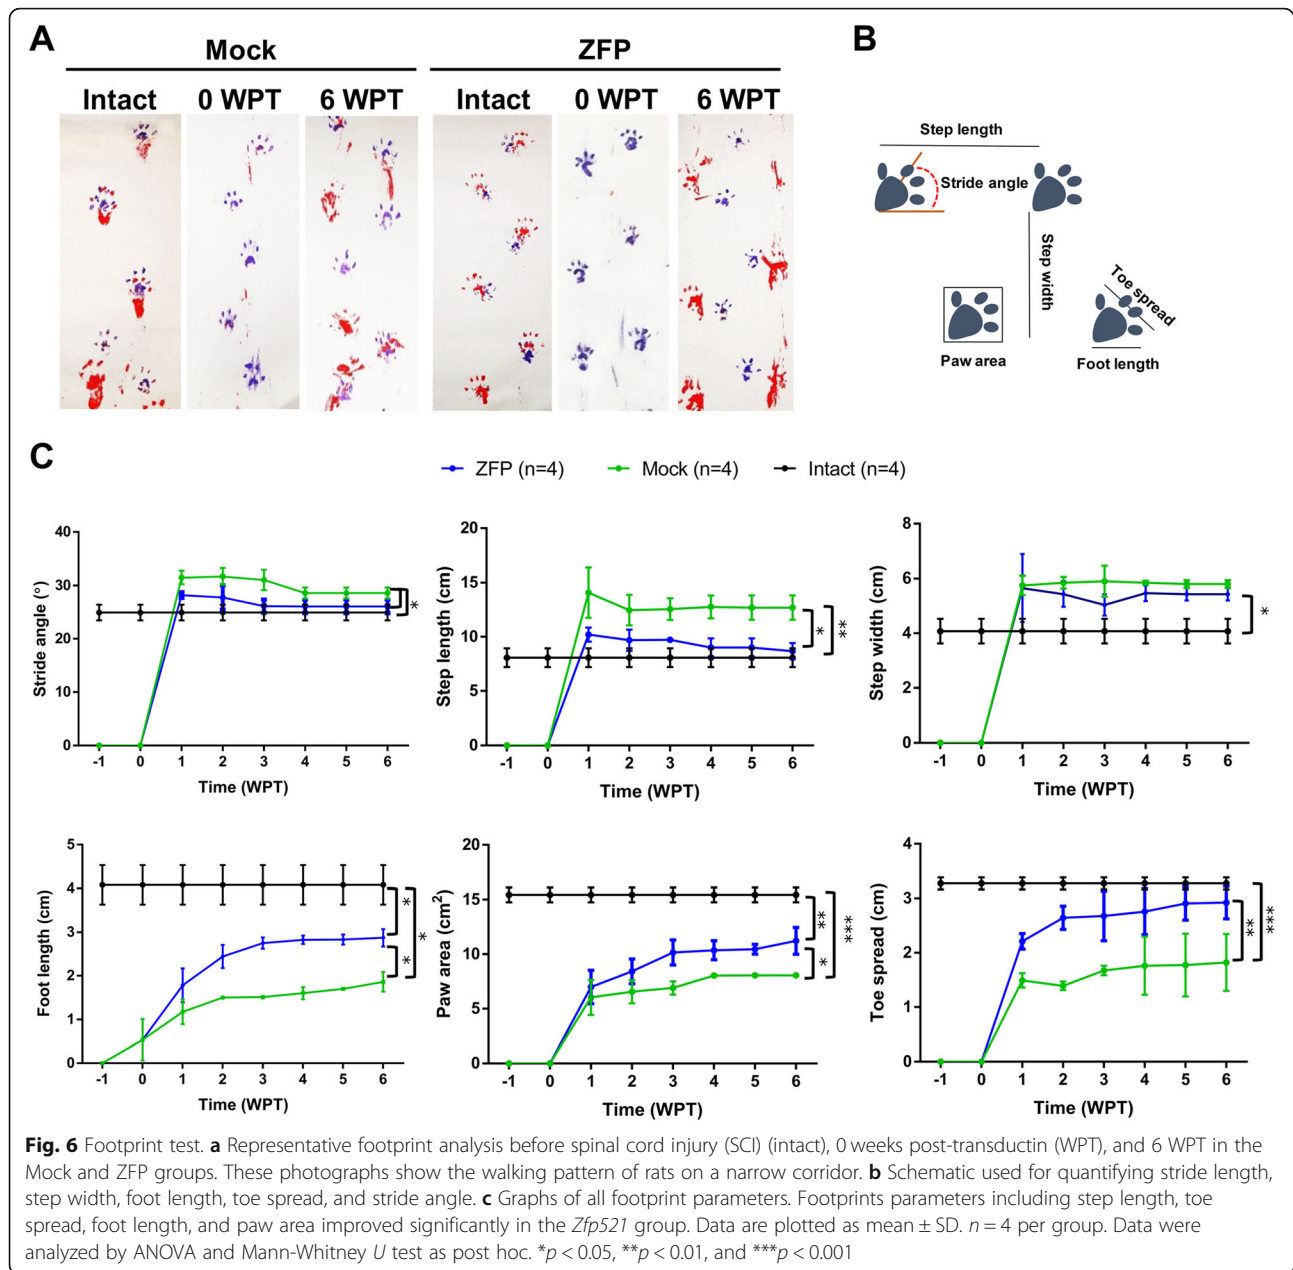 A
B
Mock
ZFP
Intact
0 WPT
6 WPT
Intact
0 WPT
6 WPT
Step length
Stride angle
Step width
Toe spread
Paw area
Foot length
C
ZFP (n=4)
Mock (n=4)
Intact (n=4)
Stride angle (°)
40
30
20
10
0
-1 0 1 2 3 4 5 6
Time (WPT)
*
Step length (cm)
20
15
10
5
0
-1 0 1 2 3 4 5 6
Time (WPT)
*
**
Step width (cm)
8
6
4
2
0
-1 0 1 2 3 4 5 6
Time (WPT)
*
Foot length (cm)
5
4
3
2
1
0
-1 0 1 2 3 4 5 6
Time (WPT)
*
*
*
Paw area (cm²)
20
15
10
5
0
-1 0 1 2 3 4 5 6
Time (WPT)
**
*
***
Toe spread (cm)
4
3
2
1
0
-1 0 1 2 3 4 5 6
Time (WPT)
**
***
Fig. 6 Footprint test. a Representative footprint analysis before spinal cord injury (SCI) (intact), 0 weeks post-transductin (WPT), and 6 WPT in the
Mock and ZFP groups. These photographs show the walking pattern of rats on a narrow corridor. b Schematic used for quantifying stride length,
step width, foot length, toe spread, and stride angle. c Graphs of all footprint parameters. Footprints parameters including step length, toe
spread, foot length, and paw area improved significantly in the Zfp521 group. Data are plotted as mean ± SD. n = 4 per group. Data were
analyzed by ANOVA and Mann-Whitney U test as post hoc. *p < 0.05, **p < 0.01, and ***p < 0.001